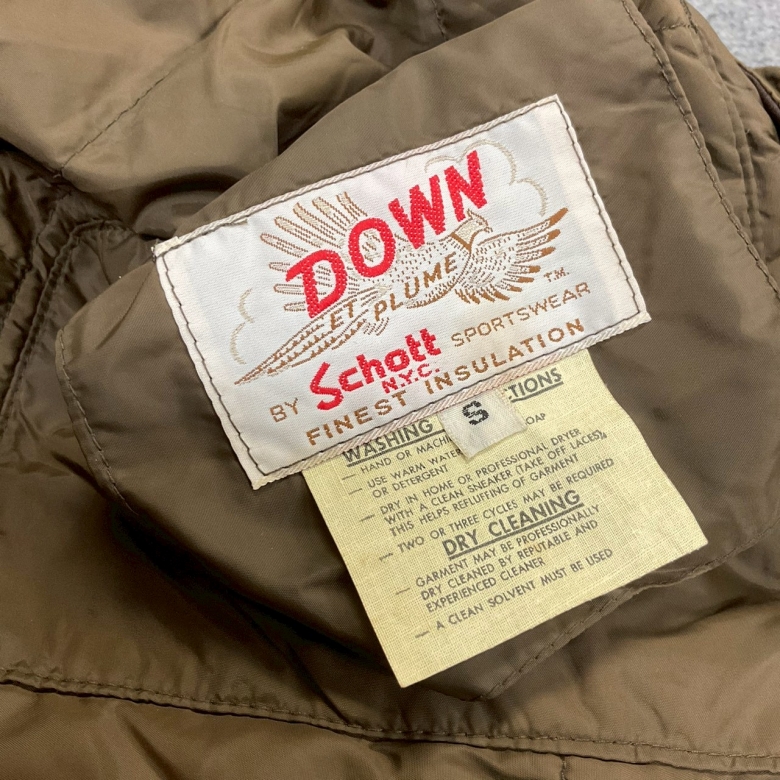 DOWN
ET PLUME
BY Schott SPORTSWEAR TM.
N.Y.C.
FINEST INSULATION
S
WASHING CTIONS
HAND OR OAP
— USE WARM WATER
OR DETERGENT
— DRY IN HOME OR PROFESSIONAL DRYER
WITH A CLEAN SNEAKER (TAKE OFF LACES),
THIS HELPS REFLUFFING OF GARMENT
— TWO OR THREE CYCLES MAY BE REQUIRED
DRY CLEANING
— GARMENT MAY BE PROFESSIONALLY
DRY CLEANED BY REPUTABLE AND
EXPERIENCED CLEANER
— A CLEAN SOLVENT MUST BE USED